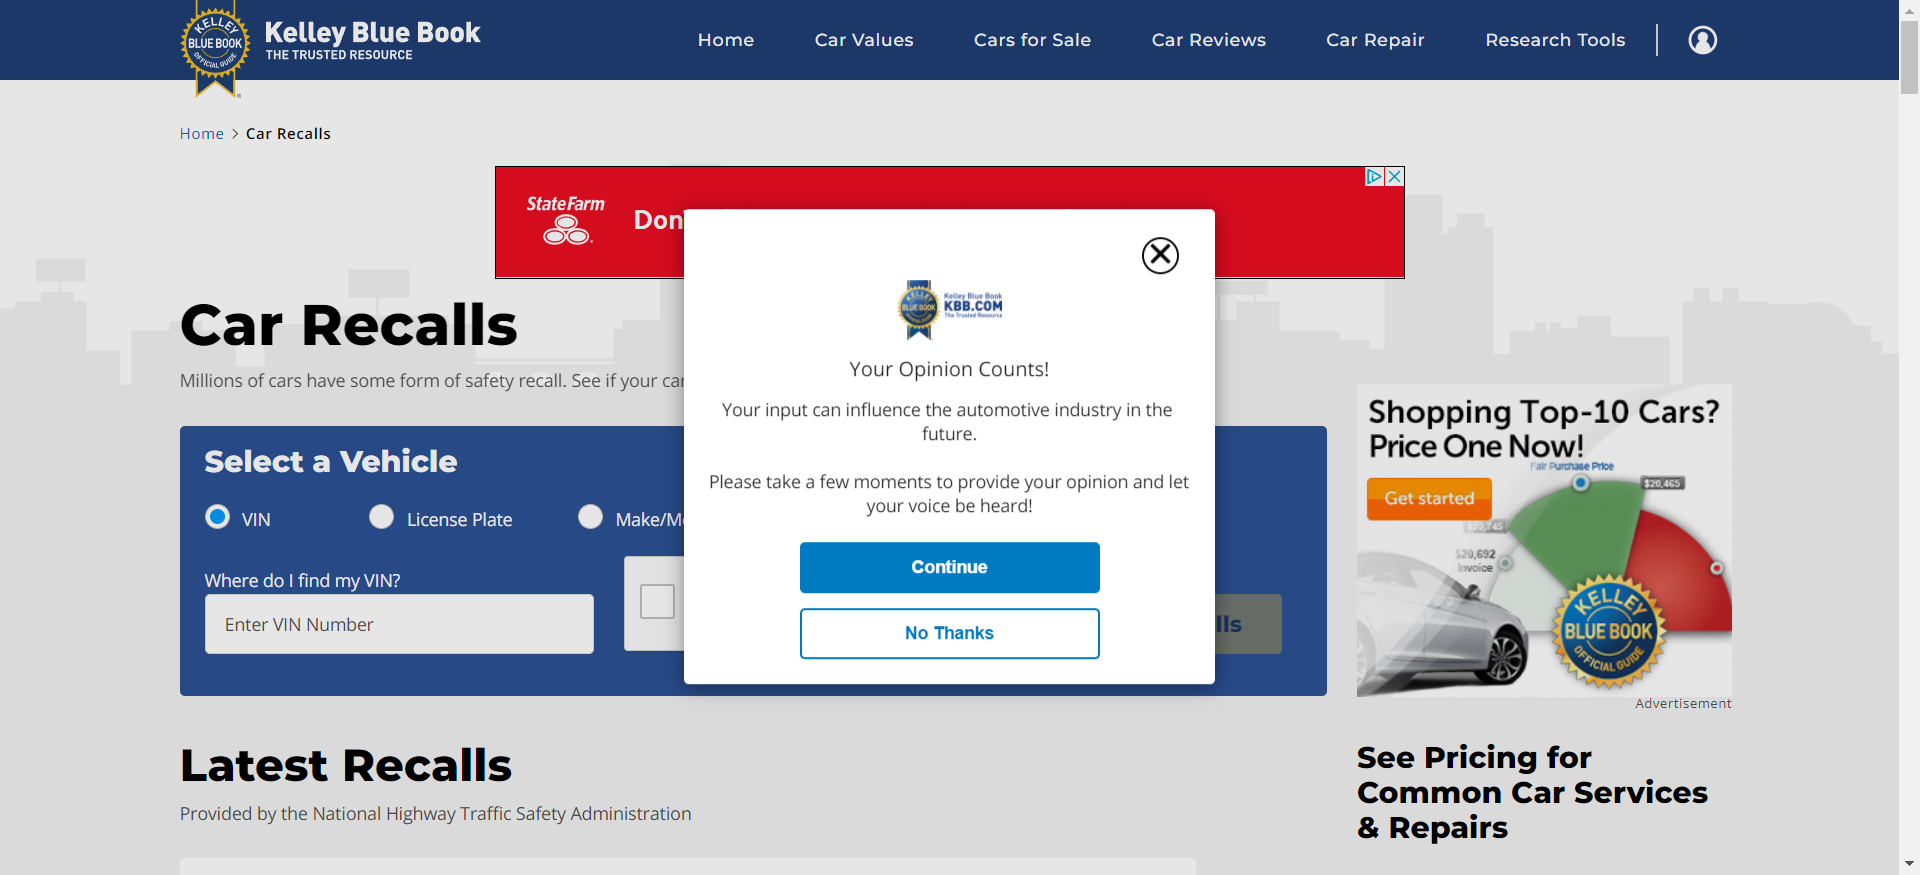 Kelley Blue Book
THE TRUSTED RESOURCE
KELLEY
BLUE BOOK
OFFICIAL GUIDE
Home
Car Values
Cars for Sale
Car Reviews
Car Repair
Research Tools
Home > Car Recalls
StateFarm
Don
Car Recalls
Millions of cars have some form of safety recall. See if your car
Select a Vehicle
VIN
License Plate
Make/Mo
Where do I find my VIN?
Enter VIN Number
lls
KELLEY
BLUE BOOK
Kelley Blue Book
KBB.COM
The Trusted Resource
Your Opinion Counts!
Your input can influence the automotive industry in the
future.
Please take a few moments to provide your opinion and let
your voice be heard!
Continue
No Thanks
Shopping Top-10 Cars?
Price One Now!
Fair Purchase Price
$20,465
Get started
$20,745
$20,692
Invoice
KELLEY
BLUE BOOK
OFFICIAL GUIDE
Advertisement
Latest Recalls
Provided by the National Highway Traffic Safety Administration
See Pricing for
Common Car Services
& Repairs